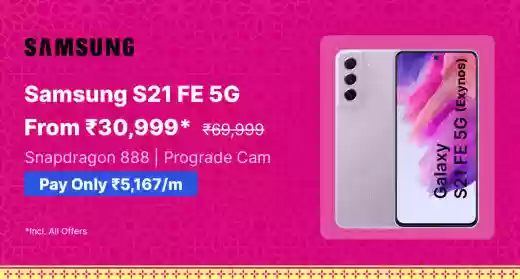 SAMSUNG
Samsung S21 FE 5G
From ₹30,999* ₹69,999
Snapdragon 888 | Prograde Cam
Pay Only ₹5,167/m
*Incl. All Offers
Galaxy
S21 FE 5G (Exynos)